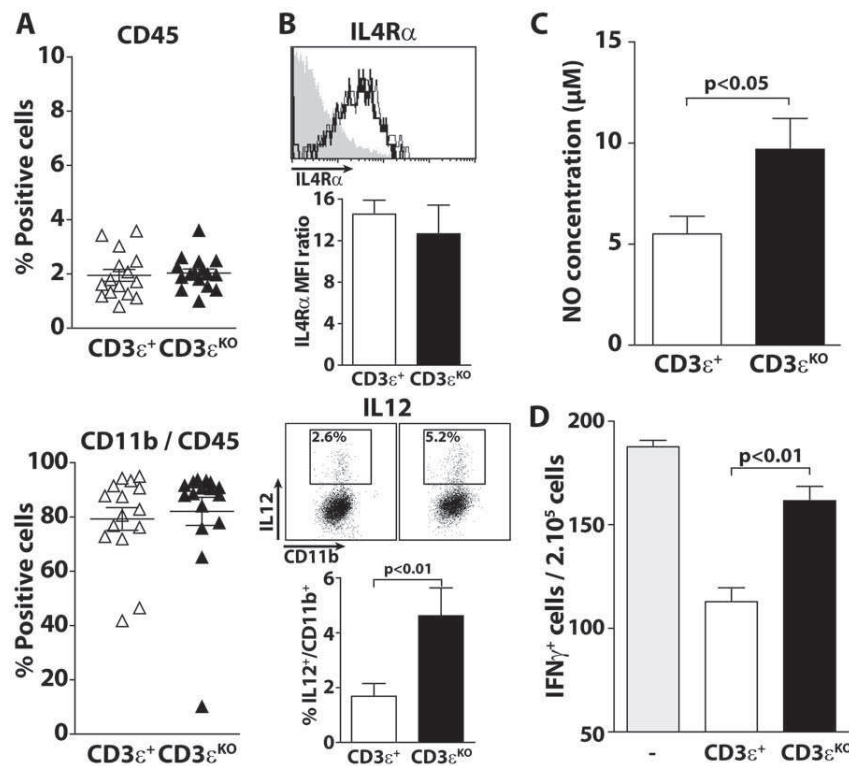 A
CD45
% Positive cells
10
8
6
4
2
0
CD3ε⁺ CD3εᴷᴼ
CD11b / CD45
% Positive cells
100
80
60
40
20
0
CD3ε⁺ CD3εᴷᴼ
B
IL4Rα
IL4Rα
IL4Rα MFI ratio
16
12
8
4
0
CD3ε⁺ CD3εᴷᴼ
IL12
2.6%
5.2%
IL12
CD11b
p<0.01
% IL12⁺/CD11b⁺
6
4
2
0
CD3ε⁺ CD3εᴷᴼ
C
NO concentration (µM)
15
10
5
5
p<0.05
CD3ε⁺ CD3εᴷᴼ
D
IFNγ⁺ cells / 2.10⁵ cells
200
150
100
50
p<0.01
- CD3ε⁺ CD3εᴷᴼ